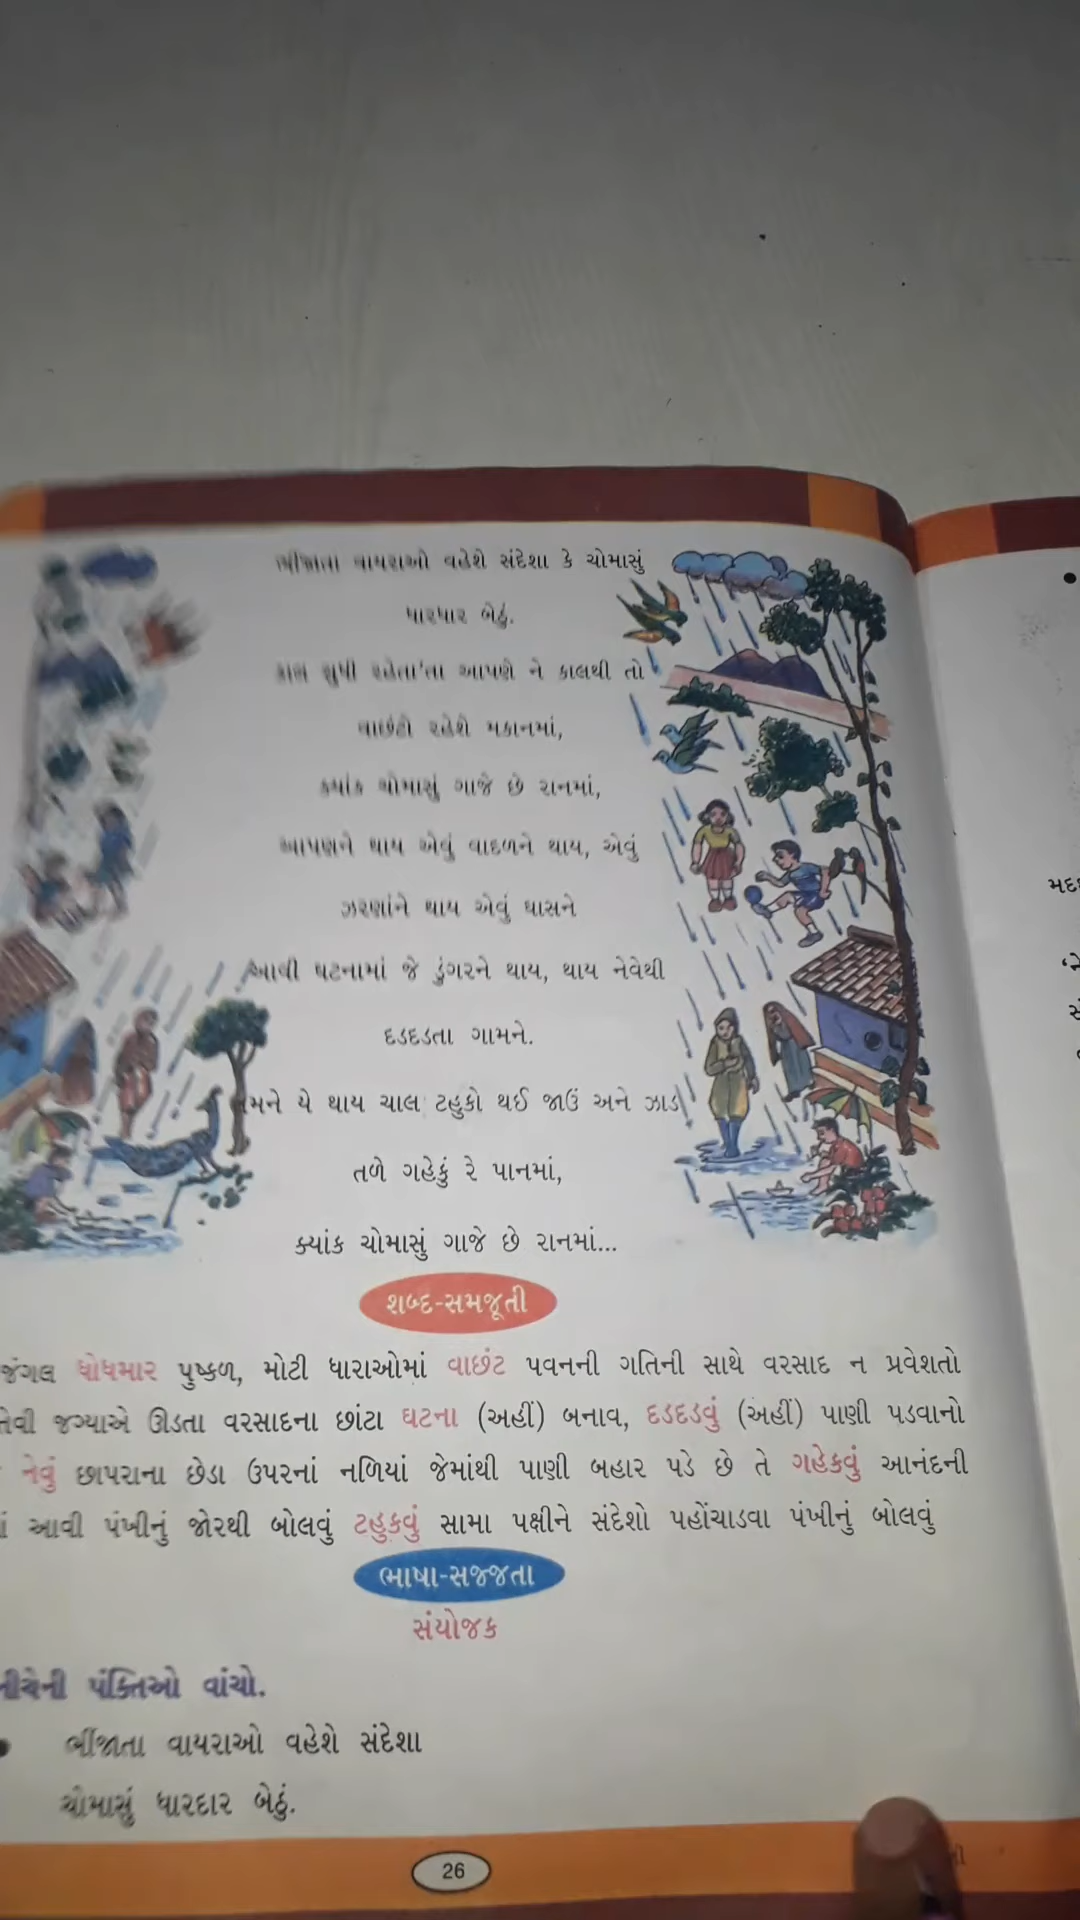 ભીંજાતા વાયરાઓ વહેશે સંદેશા કે ચોમાસું
ધારધાર બેઠું.
કાલ સુધી રહેતા'તા આપણે ને કાલથી તો
વાછંટો રહેશે મકાનમાં,
ક્યાંક ચોમાસું ગાજે છે રાનમાં,
આપણને થાય એવું વાદળને થાય, એવું
ઝરણાંને થાય એવું ઘાસને
આવી ઘટનામાં જે ડુંગરને થાય, થાય નેવેથી
દડદડતા ગામને.
મને યે થાય ચાલ ટહુકો થઈ જાઉં અને ઝાડ
તળે ગહેકું રે પાનમાં,
ક્યાંક ચોમાસું ગાજે છે રાનમાં...
શબ્દ-સમજૂતી
જંગલ ધોધમાર પુષ્કળ, મોટી ધારાઓમાં વાછંટ પવનની ગતિની સાથે વરસાદ ન પ્રવેશતો
તેવી જગ્યાએ ઊડતા વરસાદના છાંટા ઘટના (અહીં) બનાવ, દડદડવું (અહીં) પાણી પડવાનો
નેવું છાપરાના છેડા ઉપરનાં નળિયાં જેમાંથી પાણી બહાર પડે છે તે ગહેકવું આનંદની
આવી પંખીનું જોરથી બોલવું ટહુકવું સામા પક્ષીને સંદેશો પહોંચાડવા પંખીનું બોલવું
ભાષા-સજ્જતા
સંયોજક
નીચેની પંક્તિઓ વાંચો.
● ભીંજાતા વાયરાઓ વહેશે સંદેશા
ચોમાસું ધારદાર બેઠું.
26